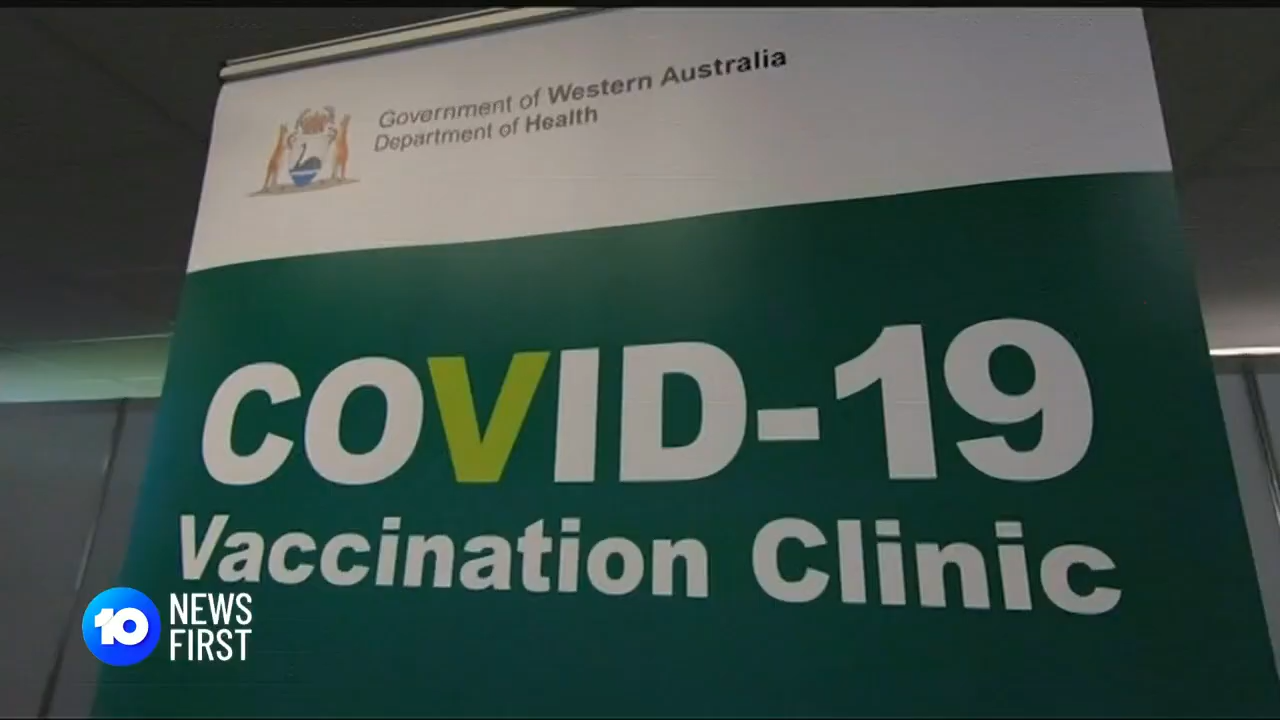 Government of Western Australia
Department of Health
COVID-19
Vaccination Clinic
10 NEWS
FIRST